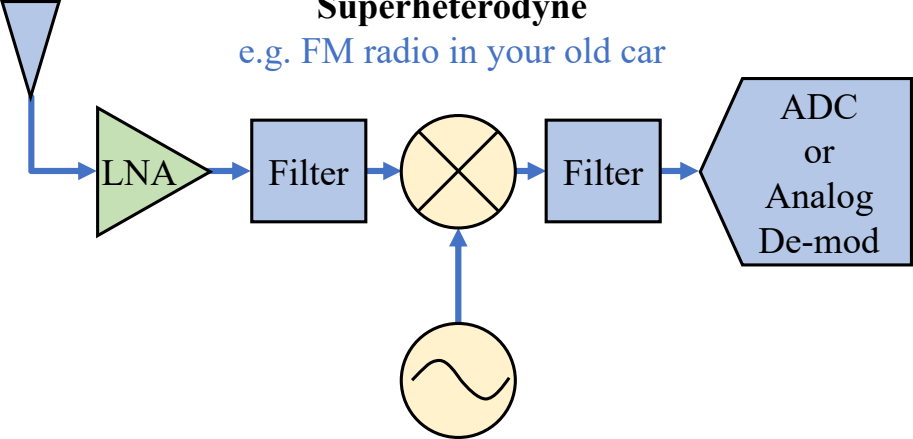 Superheterodyne
e.g. FM radio in your old car
LNA
Filter
Filter
ADC
or
Analog
De-mod